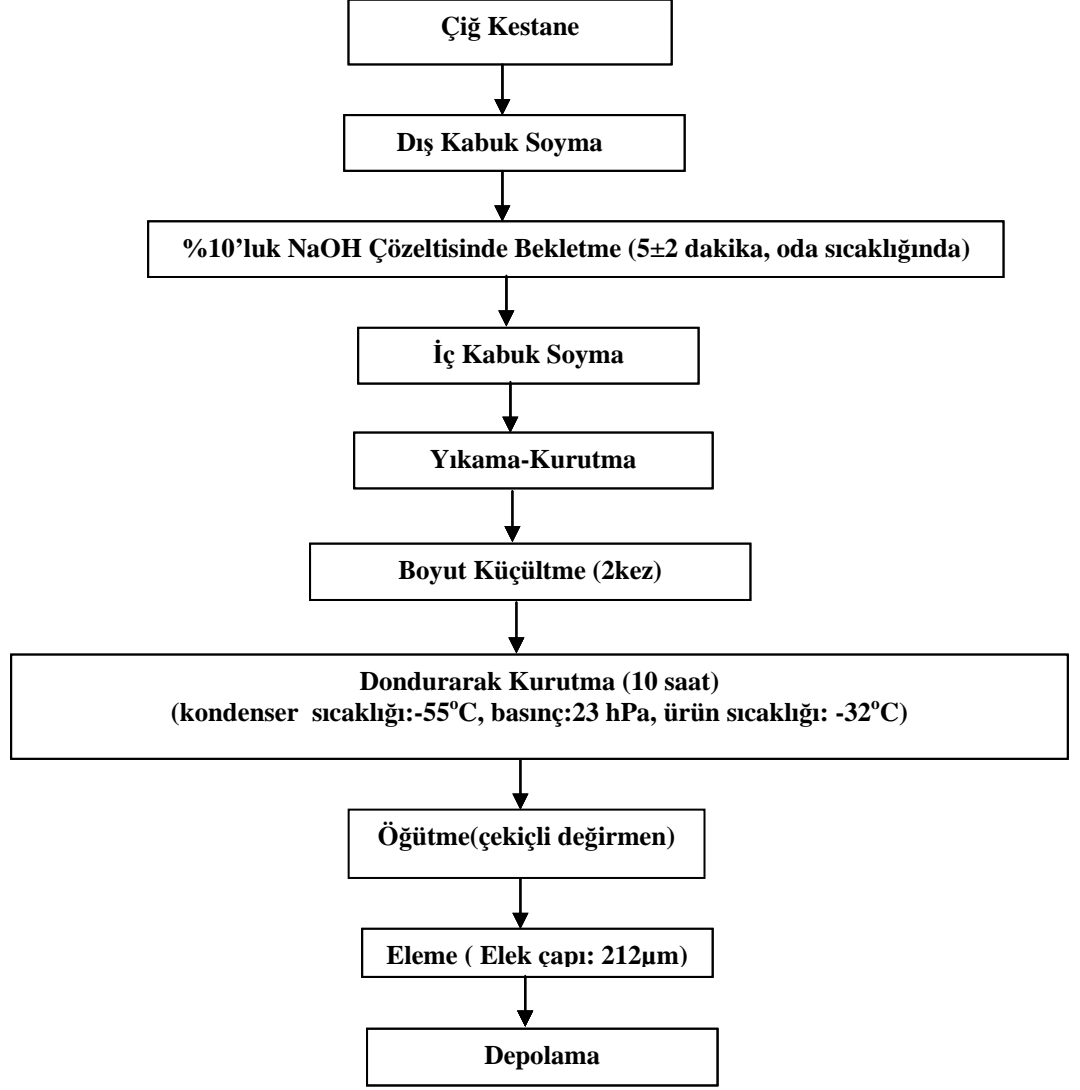 Çiğ Kestane
Dış Kabuk Soyma
%10’luk NaOH Çözeltisinde Bekletme (5±2 dakika, oda sıcaklığında)
İç Kabuk Soyma
Yıkama-Kurutma
Boyut Küçültme (2kez)
Dondurarak Kurutma (10 saat)
(kondenser sıcaklığı:-55°C, basınç:23 hPa, ürün sıcaklığı: -32°C)
Öğütme(çekiçli değirmen)
Eleme ( Elek çapı: 212µm)
Depolama